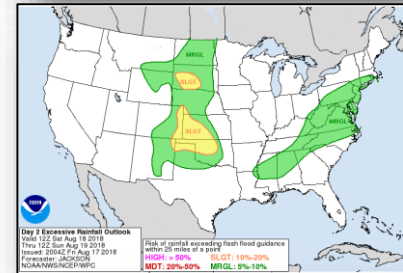 MRGL
SLGT
SLGT
MRGL
NOAA
Day 2 Excessive Rainfall Outlook
Valid 12Z Sat Aug 18 2018
Thru 12Z Sun Aug 19 2018
Issued: 2004Z Fri Aug 17 2018
Forecaster: JACKSON
NOAA/NWS/NCEP/WPC
Risk of rainfall exceeding flash flood guidance
within 25 miles of a point
HIGH: > 50% SLGT: 10%-20%
MDT: 20%-50% MRGL: 5%-10%